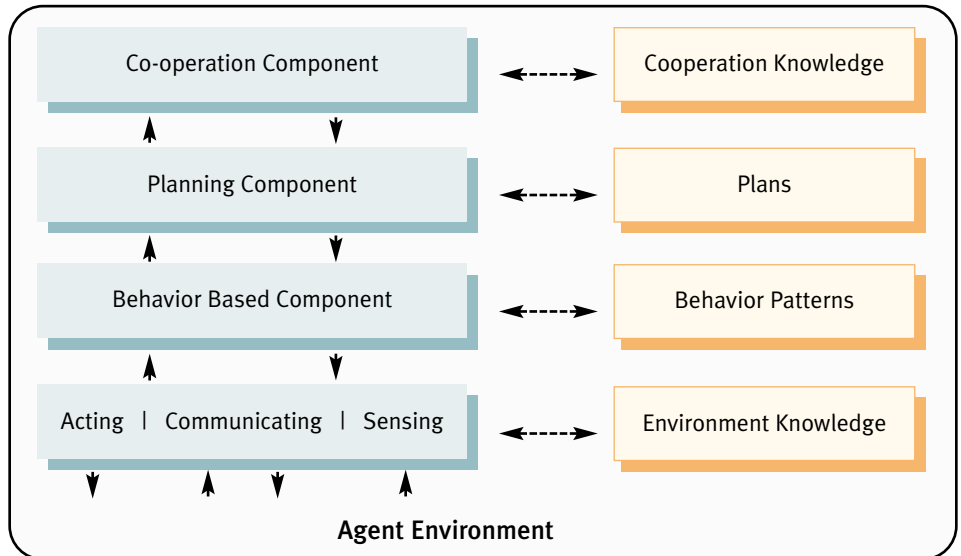 Co-operation Component
Cooperation Knowledge
Planning Component
Plans
Behavior Based Component
Behavior Patterns
Acting | Communicating | Sensing
Environment Knowledge
Agent Environment